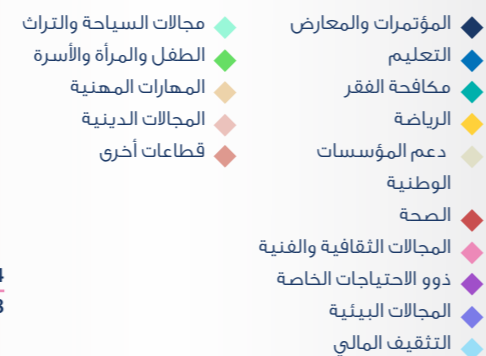 المؤتمرات والمعارض
التعليم
مكافحة الفقر
الرياضة
دعم المؤسسات
الوطنية
الصحة
المجالات الثقافية والفنية
ذوو الاحتياجات الخاصة
المجالات البيئية
التثقيف المالي
مجالات السياحة والتراث
الطفل والمرأة والأسرة
المهارات المهنية
المجالات الدينية
قطاعات أخرى